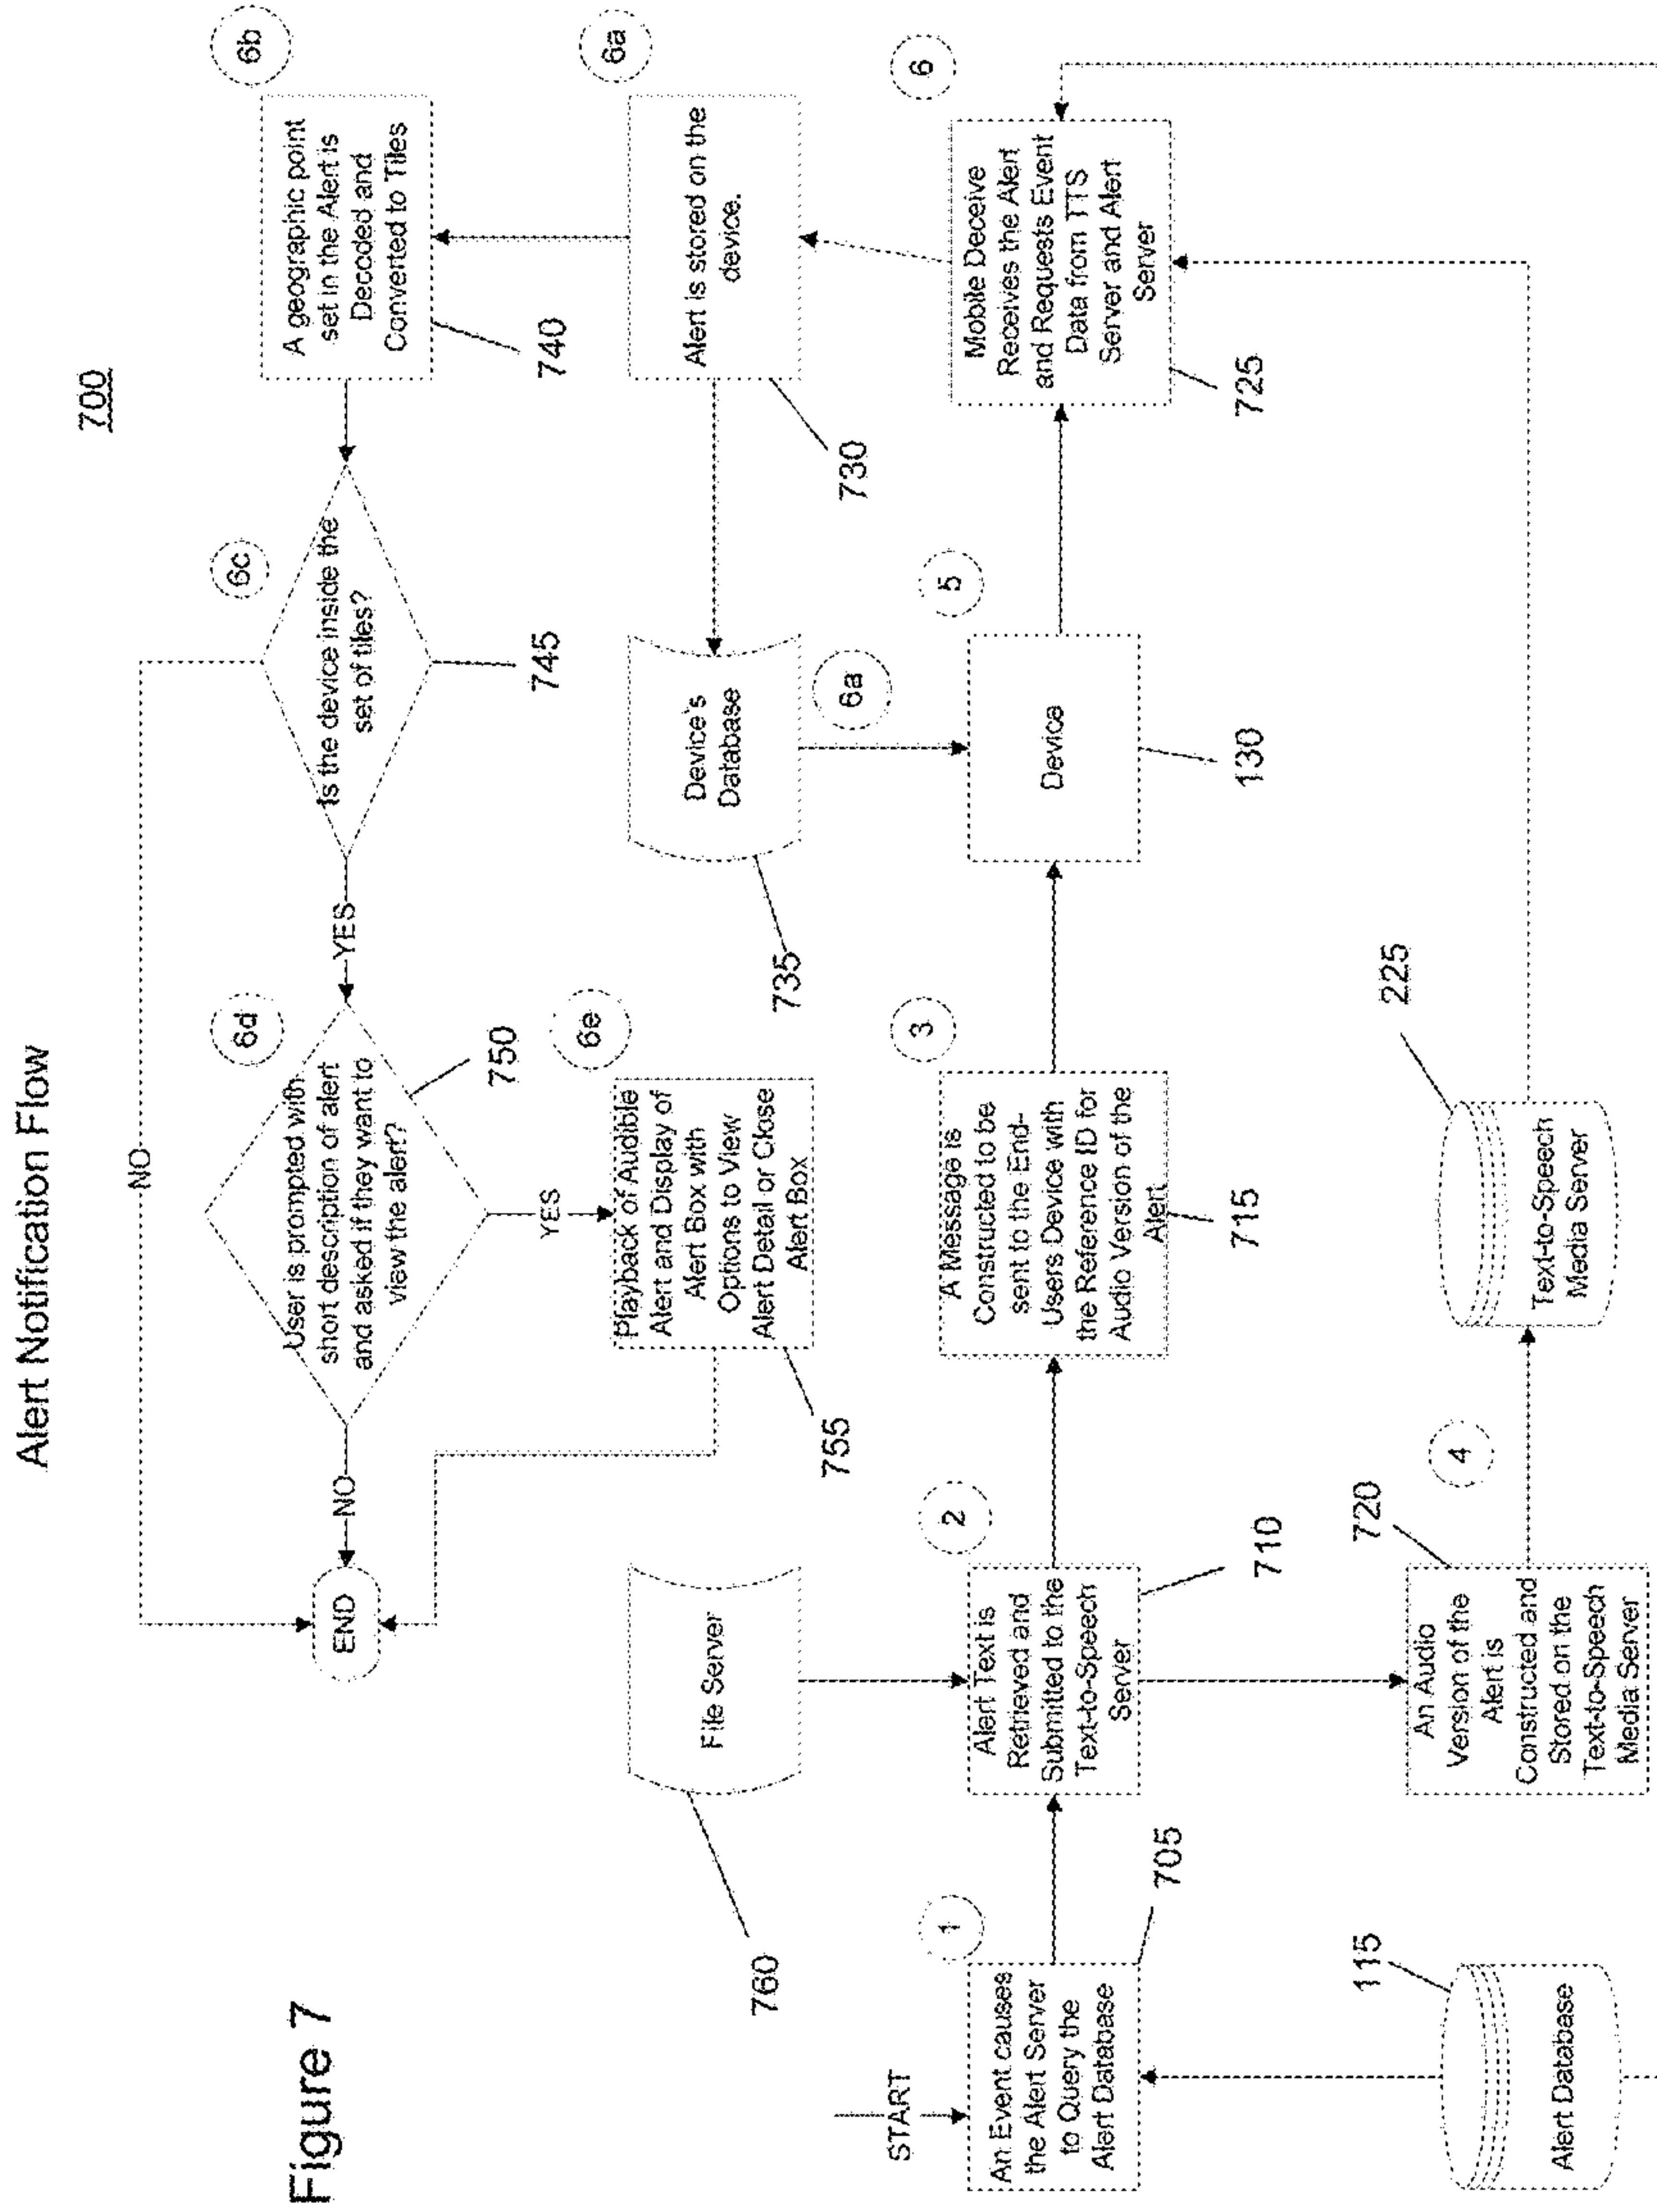 Alert Notification Flow
Figure 7
700
START
An Event causes
the Alert Server
to Query the
Alert Database
1
705
Alert Database
115
File Server
760
Alert Text is
Retrieved and
Submitted to the
Text-to-Speech
Server
2
710
An Audio
Version of the
Alert is
Constructed and
Stored on the
Text-to-Speech
Media Server
720
4
Text-to-Speech
Media Server
225
A Message is
Constructed to be
sent to the End-
Users Device with
the Reference ID for
Audio Version of the
Alert
3
715
Device
5
130
Mobile Deceive
Receives the Alert
and Requests Event
Data from TTS
Server and Alert
Server
6
725
Alert is stored on the
device.
6a
730
Device's
Database
6a
735
A geographic point
set in the Alert is
Decoded and
Converted to Tiles
6b
740
Is the device inside the
set of tiles?
6c
745
NO
YES
User is prompted with
short description of alert
and asked if they want to
view the alert?
6d
750
YES
NO
Playback of Audible
Alert and Display of
Alert Box with
Options to View
Alert Detail or Close
Alert Box
6e
755
END